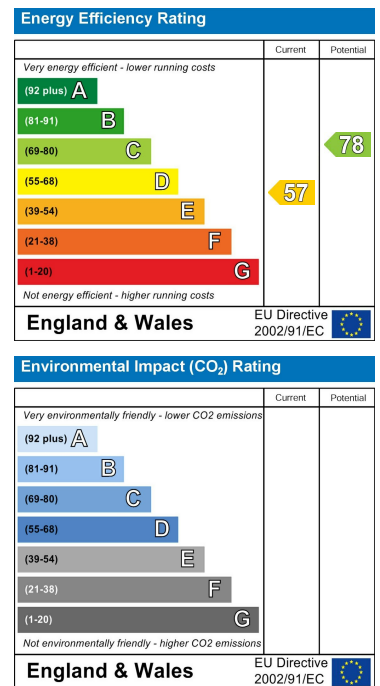 Energy Efficiency Rating
Current Potential
Very energy efficient - lower running costs
(92 plus) A
(81-91) B
(69-80) C
(55-68) D
(39-54) E
(21-38) F
(1-20) G
57
78
Not energy efficient - higher running costs
England & Wales
EU Directive
2002/91/EC
Environmental Impact (CO₂) Rating
Current Potential
Very environmentally friendly - lower CO2 emissions
(92 plus) A
(81-91) B
(69-80) C
(55-68) D
(39-54) E
(21-38) F
(1-20) G
Not environmentally friendly - higher CO2 emissions
England & Wales
EU Directive
2002/91/EC